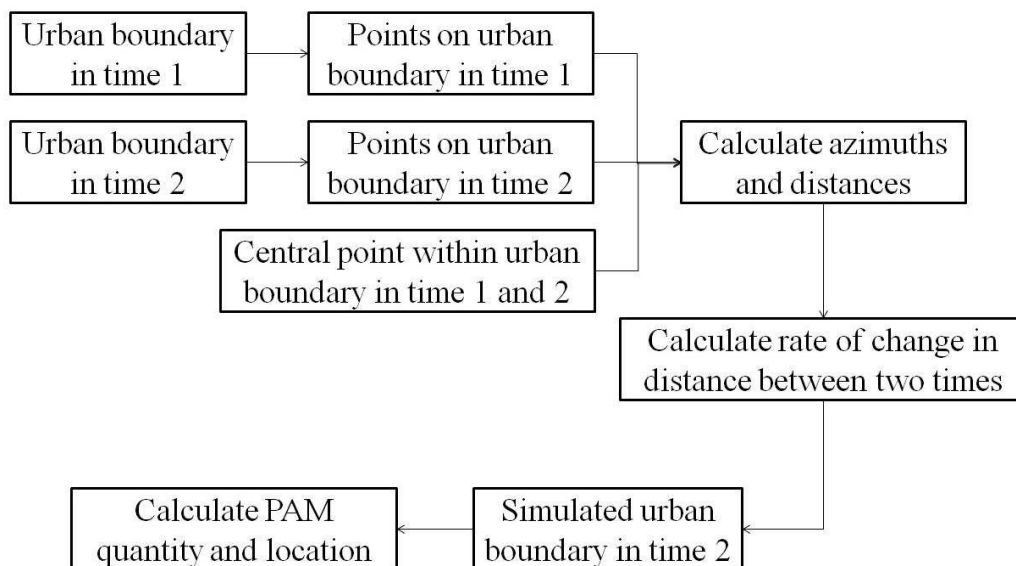 Urban boundary
in time 1
Points on urban
boundary in time 1
Urban boundary
in time 2
Points on urban
boundary in time 2
Calculate azimuths
and distances
Central point within urban
boundary in time 1 and 2
Calculate rate of change in
distance between two times
Calculate PAM
quantity and location
Simulated urban
boundary in time 2